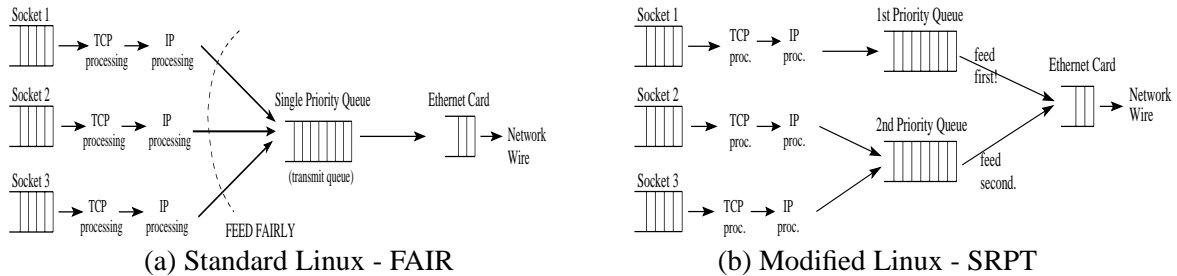 Socket 1
TCP
processing
IP
processing
Socket 2
TCP
processing
IP
processing
Socket 3
TCP
processing
IP
processing
FEED FAIRLY
Single Priority Queue
(transmit queue)
Ethernet Card
Network
Wire
(a) Standard Linux - FAIR
Socket 1
TCP
proc.
IP
proc.
Socket 2
TCP
proc.
IP
proc.
Socket 3
TCP
proc.
IP
proc.
1st Priority Queue
feed
first!
2nd Priority Queue
feed
second.
Ethernet Card
Network
Wire
(b) Modified Linux - SRPT